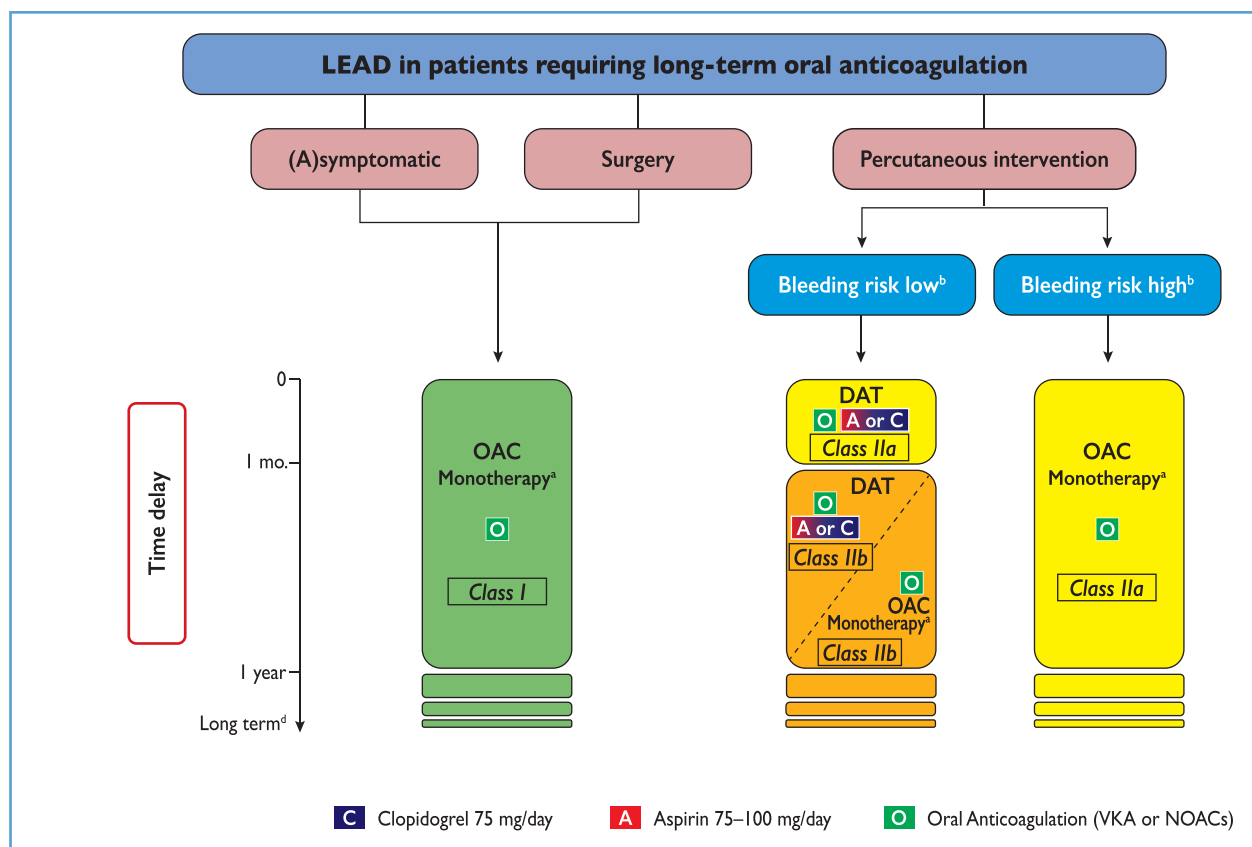 LEAD in patients requiring long-term oral anticoagulation
(A)symptomatic
Surgery
Percutaneous intervention
Bleeding risk lowᵇ
Bleeding risk highᵇ
Time delay
0
1 mo.
1 year
Long termᵈ
OAC
Monotherapyᵃ
O
Class I
DAT
O A or C
Class IIa
DAT
O
A or C
Class IIb
O
OAC
Monotherapyᵃ
Class IIb
OAC
Monotherapyᵃ
O
Class IIa
C Clopidogrel 75 mg/day
A Aspirin 75–100 mg/day
O Oral Anticoagulation (VKA or NOACs)